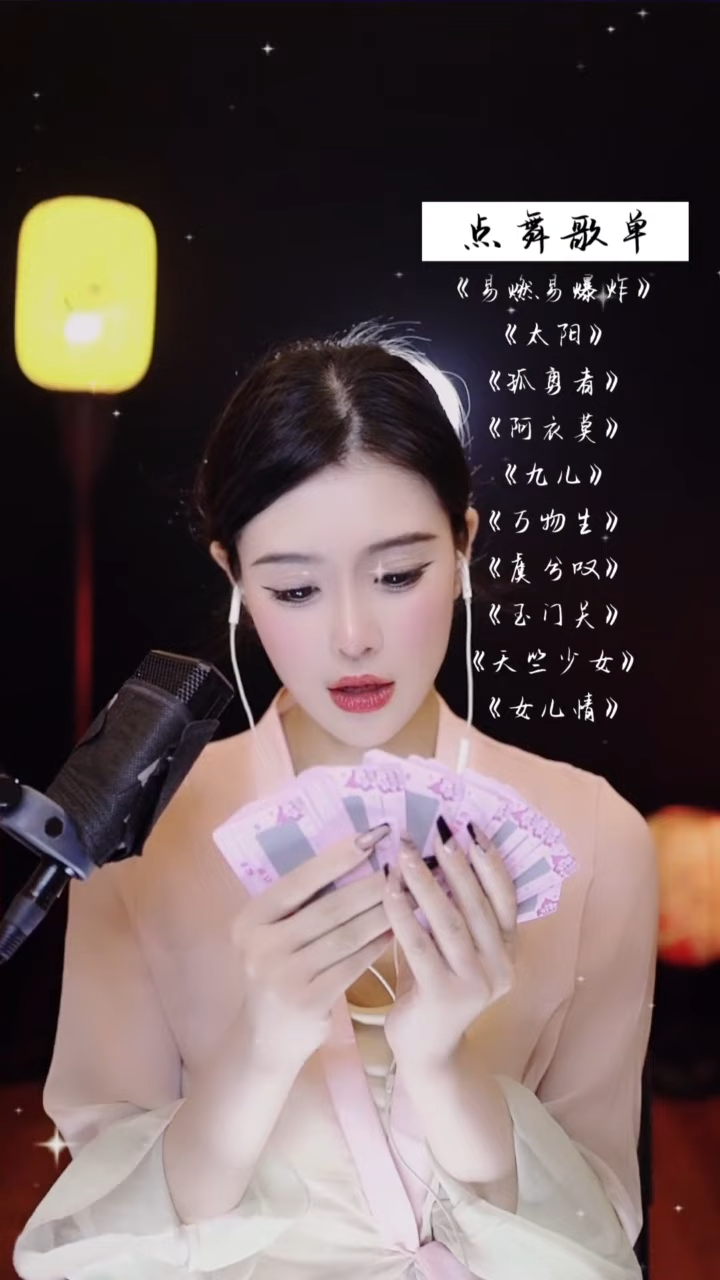 点舞歌单
《易燃易爆炸》
《太阳》
《孤勇者》
《阿衣莫》
《九儿》
《万物生》
《虞兮叹》
《玉门关》
《天竺少女》
《女儿情》